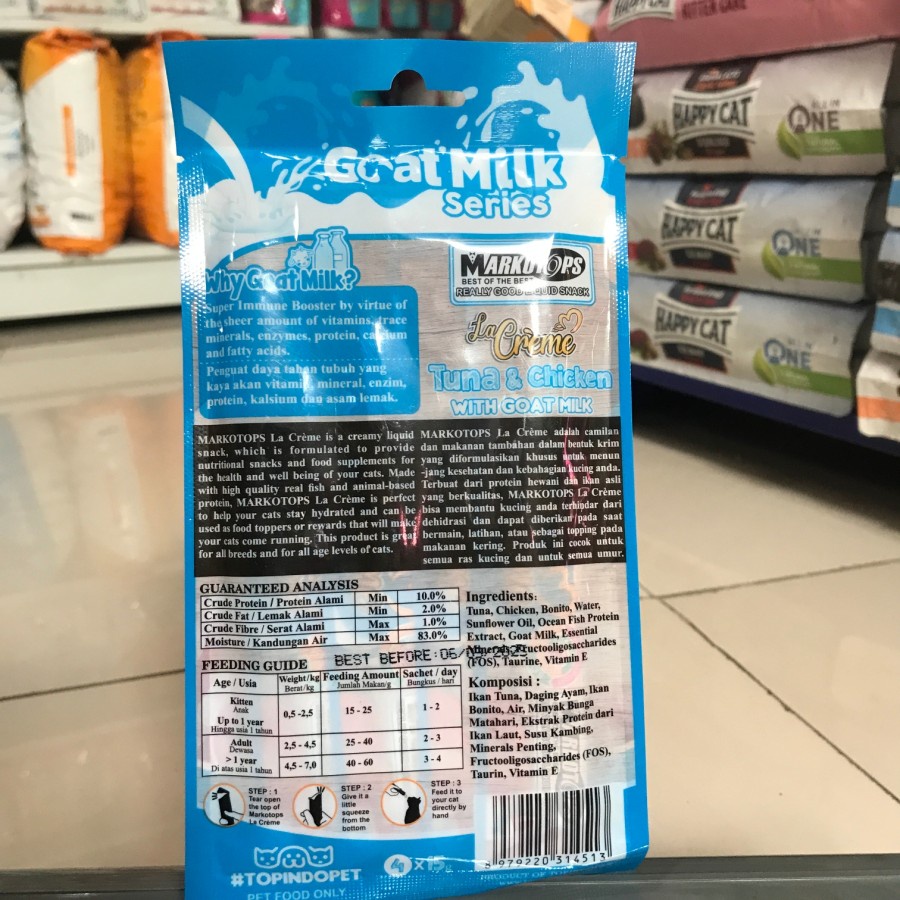 Goat Milk
Series
Why Goat Milk?
Super Immune Booster by virtue of
the sheer amount of vitamins, trace
minerals, enzymes, protein, calcium
and fatty acids.
Penguat daya tahan tubuh yang
kaya akan vitamin, mineral, enzim,
protein, kalsium dan asam lemak.
MARKOTOPS
BEST OF THE BEST
REALLY GOOD LIQUID SNACK
La Crème
Tuna & Chicken
WITH GOAT MILK
MARKOTOPS La Crème is a creamy liquid
snack, which is formulated to provide
nutritional snacks and food supplements for
the health and well being of your cats. Made
with high quality real fish and animal-based
protein, MARKOTOPS La Crème is perfect
to help your cats stay hydrated and can be
used as food toppers or rewards that will make
your cats come running. This product is great
for all breeds and for all age levels of cats.
MARKOTOPS La Crème adalah camilan
dan makanan tambahan dalam bentuk krim
yang diformulasikan khusus untuk menun
-jang kesehatan dan kebahagian kucing anda.
Terbuat dari protein hewani dan ikan asli
yang berkualitas, MARKOTOPS La Crème
bisa membantu kucing anda terhindar dari
dehidrasi dan dapat diberikan pada saat
bermain, latihan, atau sebagai topping pada
makanan kering. Produk ini cocok untuk
semua ras kucing dan untuk semua umur.
GUARANTEED ANALYSIS
Crude Protein / Protein Alami Min 10.0%
Crude Fat / Lemak Alami Min 2.0%
Crude Fibre / Serat Alami Max 1.0%
Moisture / Kandungan Air Max 83.0%
Ingredients:
Tuna, Chicken, Bonito, Water,
Sunflower Oil, Ocean Fish Protein
Extract, Goat Milk, Essential
Minerals, Fructooligosaccharides
(FOS), Taurine, Vitamin E
BEST BEFORE:
FEEDING GUIDE
Age / Usia Weight/kg Feeding Amount Sachet / day
Berat/kg Jumlah Makan/g Bungkus / hari
Kitten
Anak
Up to 1 year
Hingga usia 1 tahun
0,5 -2,5 15 - 25 1 - 2
Adult
Dewasa
> 1 year
Di atas usia 1 tahun
2,5 - 4,5 25 - 40 2 - 3
4,5 - 7,0 40 - 60 3 - 4
Komposisi :
Ikan Tuna, Daging Ayam, Ikan
Bonito, Air, Minyak Bunga
Matahari, Ekstrak Protein dari
Ikan Laut, Susu Kambing,
Minerals Penting,
Fructooligosaccharides (FOS),
Taurin, Vitamin E
STEP : 1
Tear open
the top of
Markotops
La Crème
STEP : 2
Give it a
little
squeeze
from the
bottom
STEP : 3
Feed it to
your cat
directly by
hand
#TOPINDOPET
PET FOOD ONLY
4 x 15
8 979220 314513
PRODUCT OF
HAPPY CAT
KITTEN CARE
HAPPY CAT
ALL IN
ONE
HAPPY CAT
ONE
HAPPY CAT
ONE